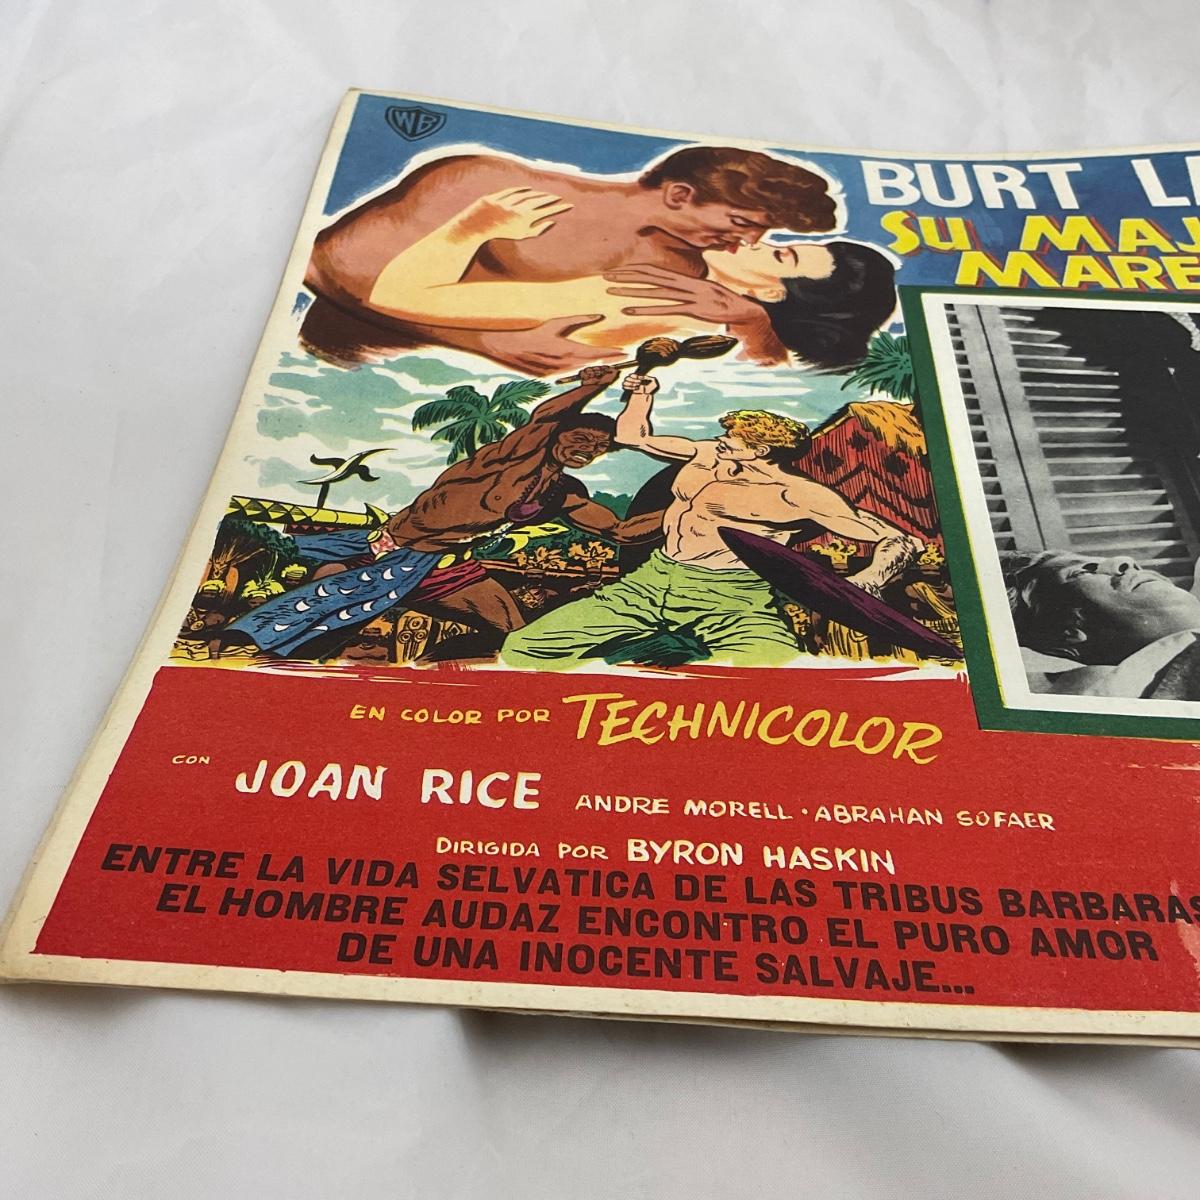 WB
BURT L
SU MAJ
MARE
EN COLOR POR TECHNICOLOR
CON JOAN RICE ANDRE MORELL · ABRAHAN SOFAER
DIRIGIDA POR BYRON HASKIN
ENTRE LA VIDA SELVATICA DE LAS TRIBUS BARBARAS
EL HOMBRE AUDAZ ENCONTRO EL PURO AMOR
DE UNA INOCENTE SALVAJE...